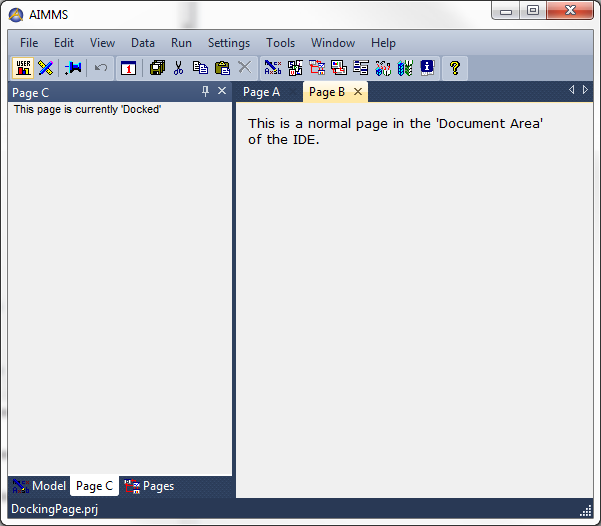 AIMMS
File Edit View Data Run Settings Tools Window Help
Page C
Page A Page B
This page is currently 'Docked'
This is a normal page in the 'Document Area'
of the IDE.
Model Page C Pages
DockingPage.prj